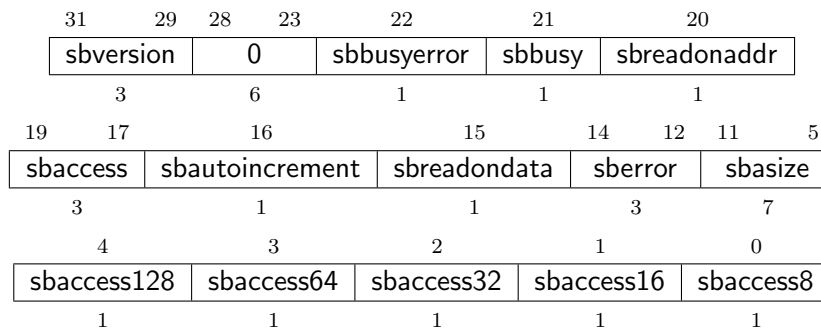 31 29 28 23 22 21 20
sbversion 0 sbbusyerror sbbusy sbreadonaddr
3 6 1 1 1
19 17 16 15 14 12 11 5
sbaccess sbautoincrement sbreadondata sberror sbasize
3 1 1 3 7
4 3 2 1 0
sbaccess128 sbaccess64 sbaccess32 sbaccess16 sbaccess8
1 1 1 1 1